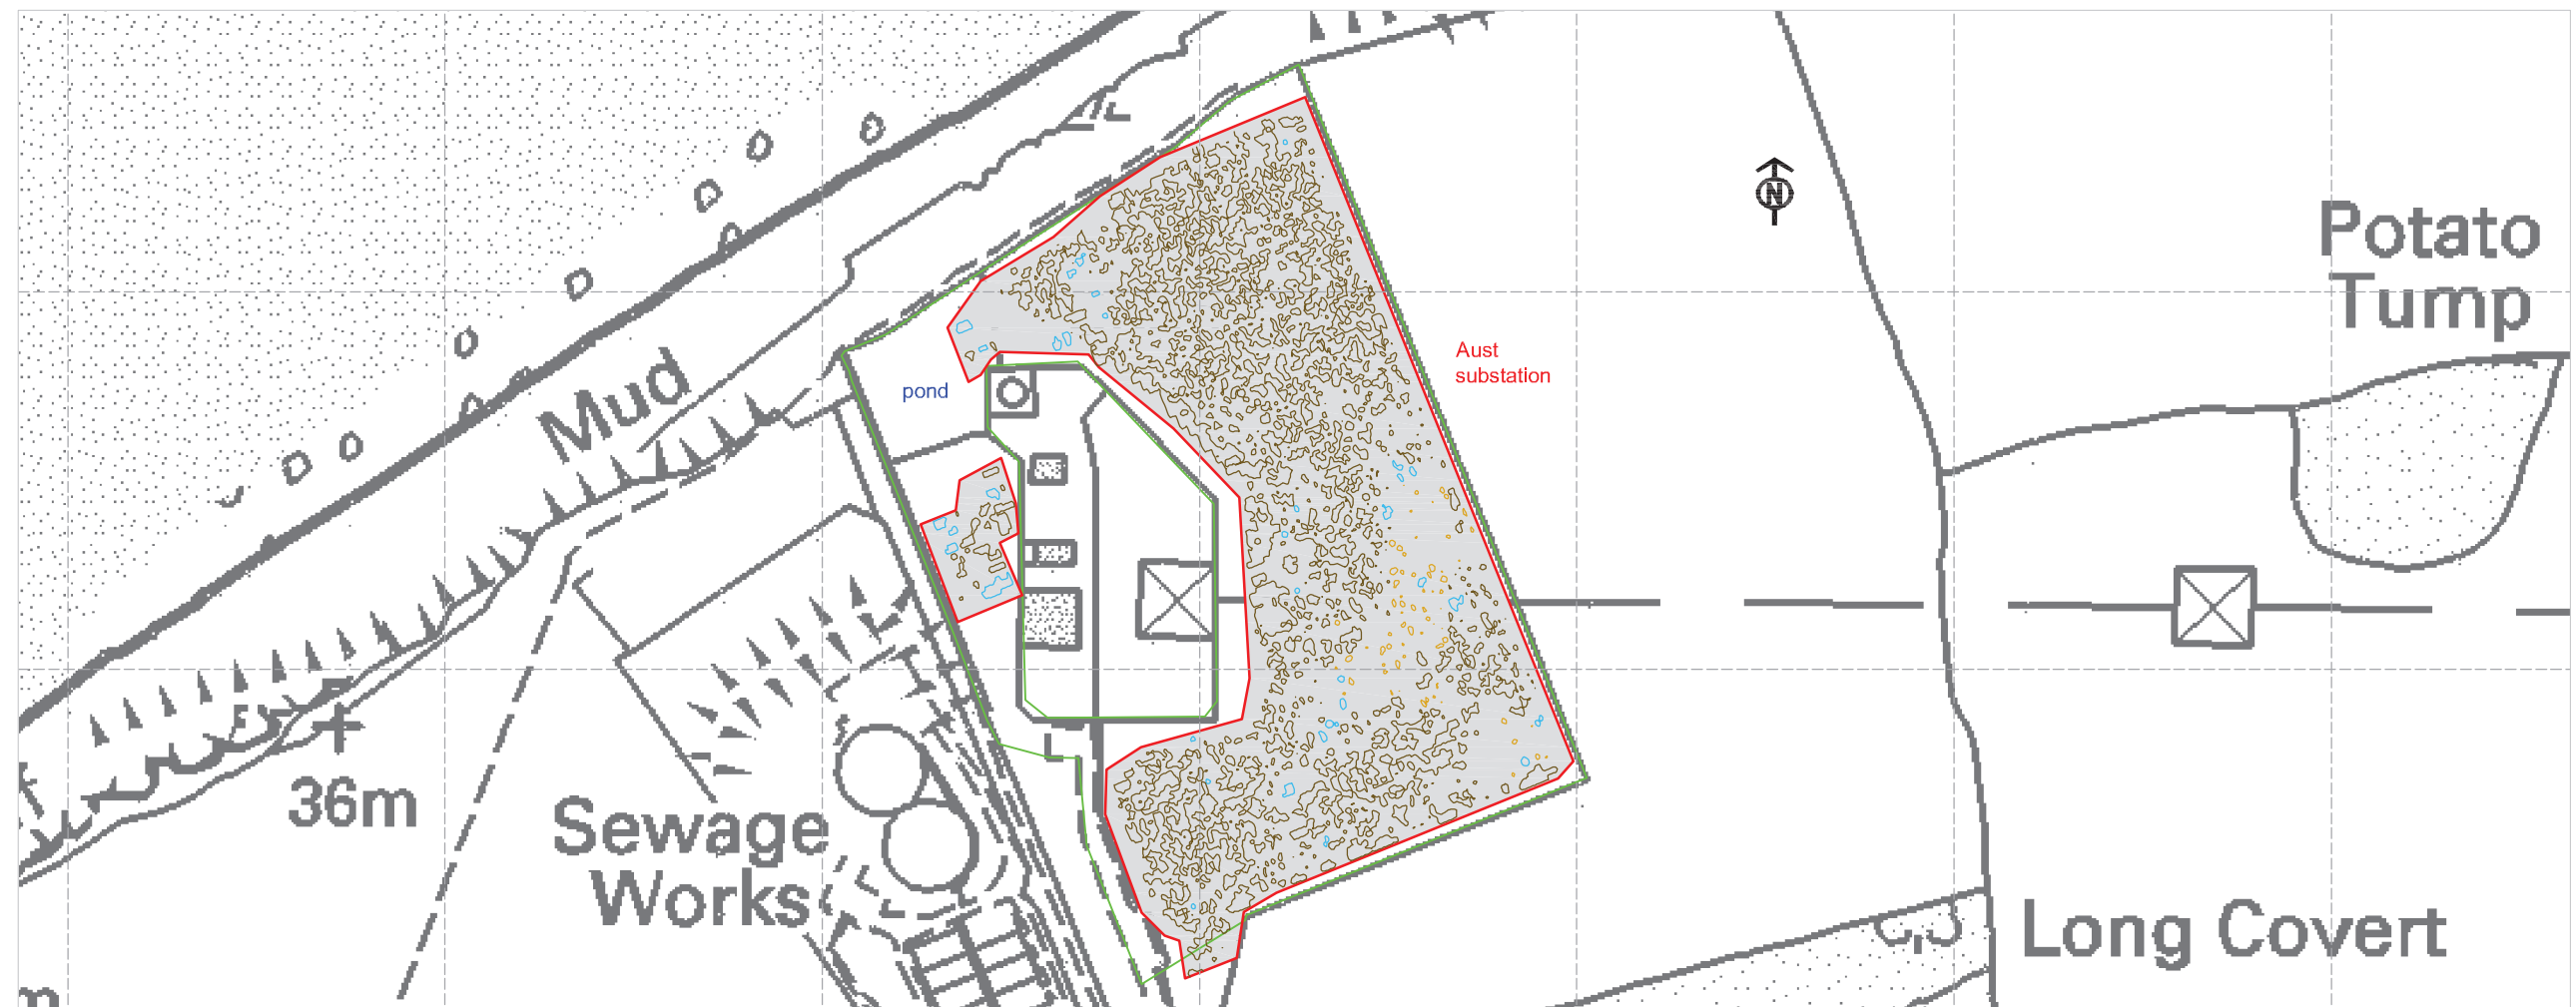 N
Potato
Tump
Aust
substation
pond
Mud
36m
Sewage
Works
Long Covert